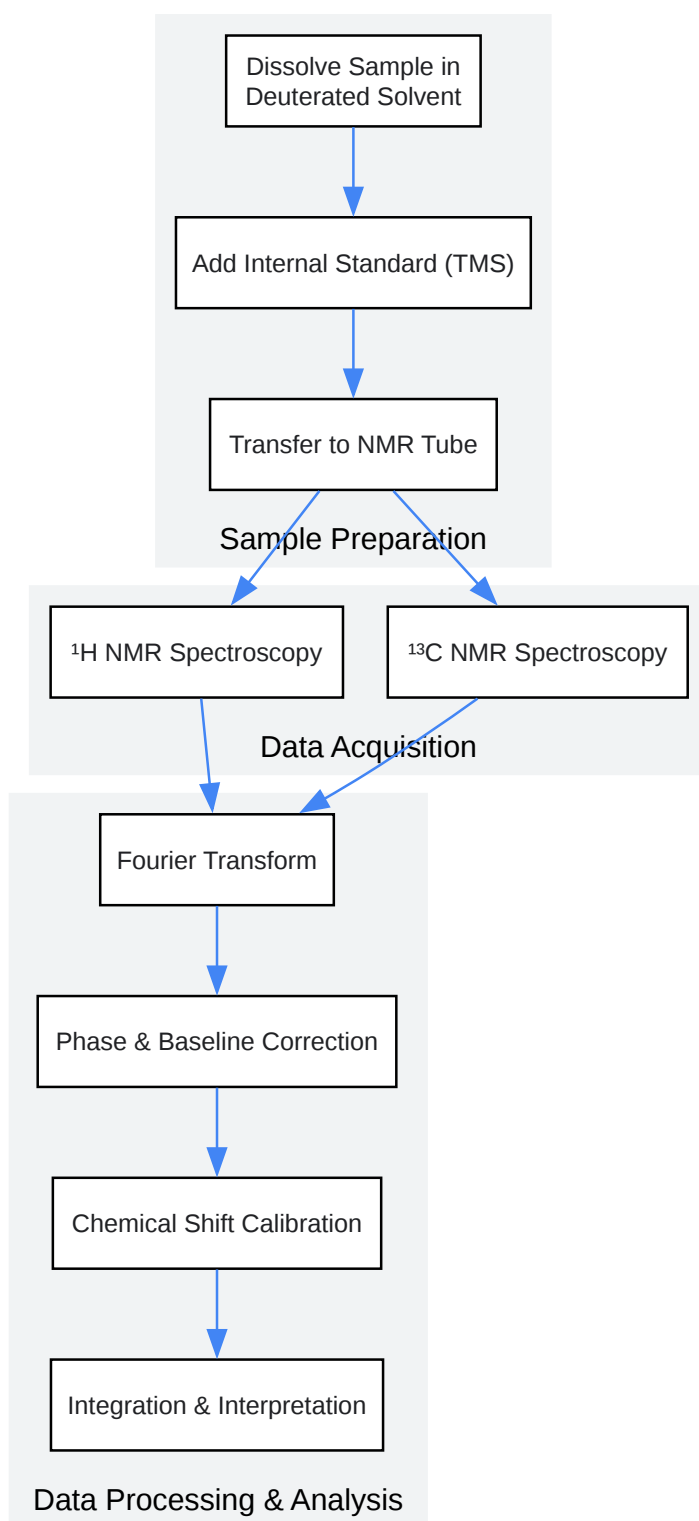 Dissolve Sample in
Deuterated Solvent
Add Internal Standard (TMS)
Transfer to NMR Tube
Sample Preparation
¹H NMR Spectroscopy
¹³C NMR Spectroscopy
Data Acquisition
Fourier Transform
Phase & Baseline Correction
Chemical Shift Calibration
Integration & Interpretation
Data Processing & Analysis